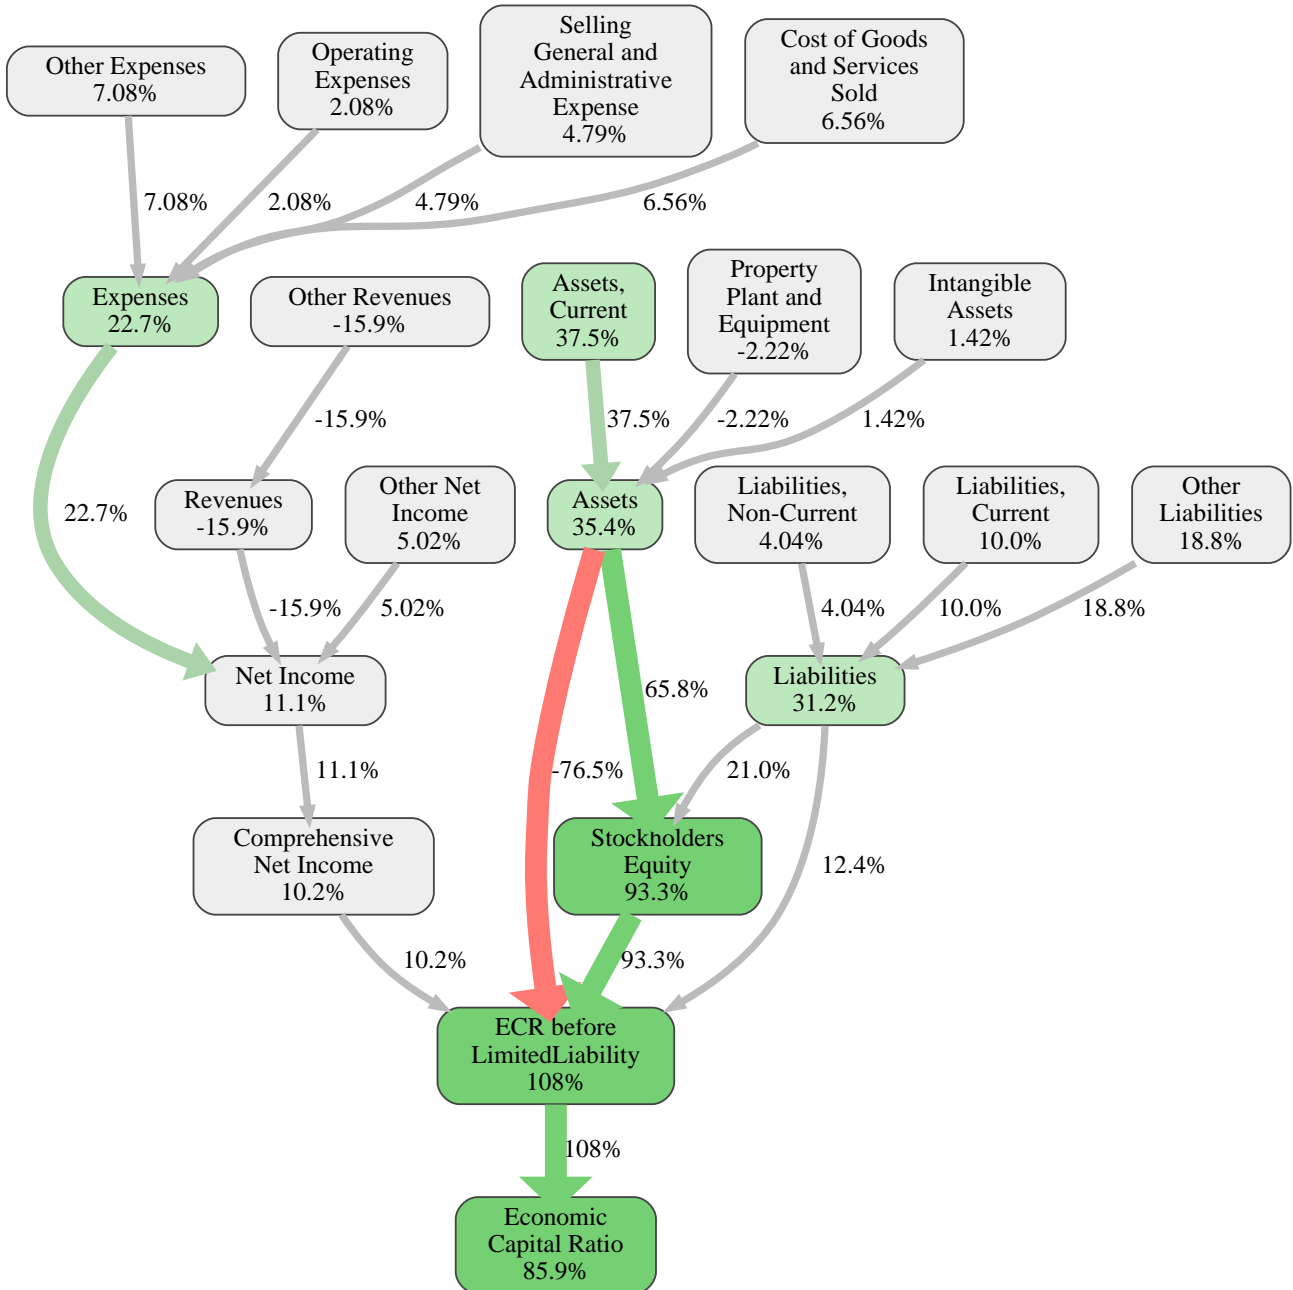 Other Expenses
7.08%
Operating
Expenses
2.08%
Selling
General and
Administrative
Expense
4.79%
Cost of Goods
and Services
Sold
6.56%
7.08%
2.08%
4.79%
6.56%
Expenses
22.7%
Other Revenues
-15.9%
Assets,
Current
37.5%
Property
Plant and
Equipment
-2.22%
Intangible
Assets
1.42%
-15.9%
37.5%
-2.22%
1.42%
22.7%
Revenues
-15.9%
Other Net
Income
5.02%
Assets
35.4%
Liabilities,
Non-Current
4.04%
Liabilities,
Current
10.0%
Other
Liabilities
18.8%
-15.9%
5.02%
4.04%
10.0%
18.8%
Net Income
11.1%
65.8%
Liabilities
31.2%
11.1%
-76.5%
21.0%
Comprehensive
Net Income
10.2%
Stockholders
Equity
93.3%
12.4%
10.2%
93.3%
ECR before
LimitedLiability
108%
108%
Economic
Capital Ratio
85.9%